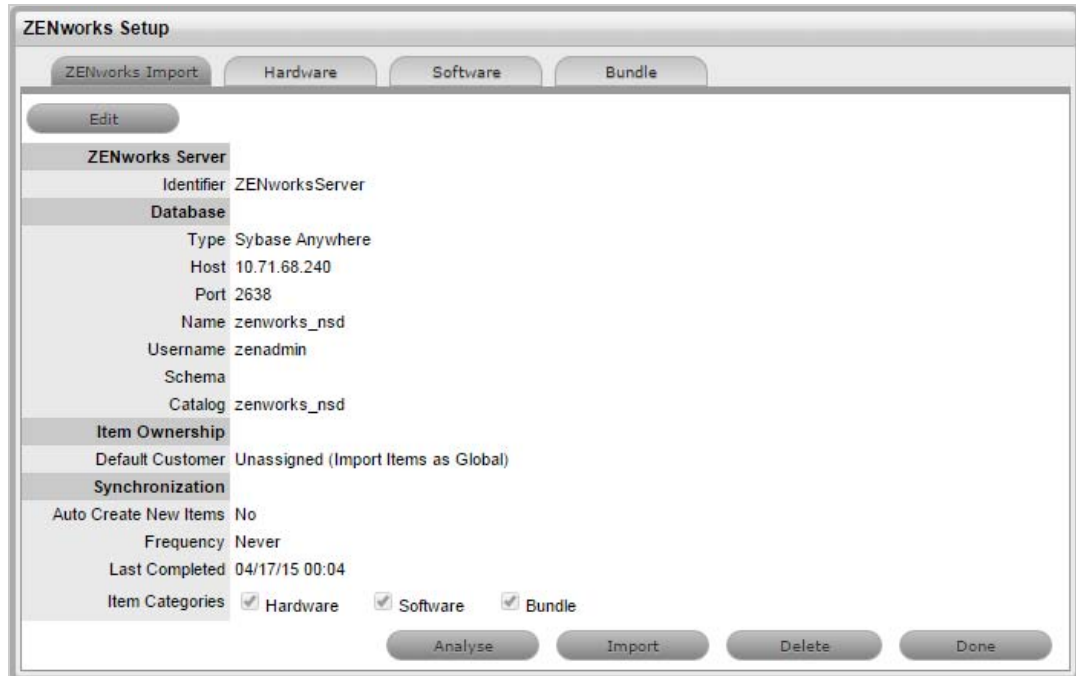 ZENworks Setup
ZENworks Import Hardware Software Bundle
Edit
ZENworks Server
Identifier ZENworksServer
Database
Type Sybase Anywhere
Host 10.71.68.240
Port 2638
Name zenworks_nsd
Username zenadmin
Schema
Catalog zenworks_nsd
Item Ownership
Default Customer Unassigned (Import Items as Global)
Synchronization
Auto Create New Items No
Frequency Never
Last Completed 04/17/15 00:04
Item Categories Hardware Software Bundle
Analyse Import Delete Done